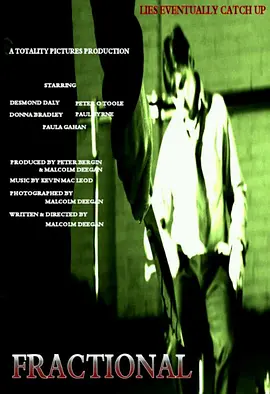 LIES EVENTUALLY CATCH UP
A TOTALITY PICTURES PRODUCTION
STARRING
DESMOND DALY PETER O TOOLE
DONNA BRADLEY PAUL BYRNE
PAULA GAHAN
PRODUCED BY PETER BERGIN
& MALCOLM DEEGAN
MUSIC BY KEVIN MAC LEOD
PHOTOGRAPHED BY
MALCOLM DEEGAN
WRITTEN & DIRECTED BY
MALCOLM DEEGAN
FRACTIONAL